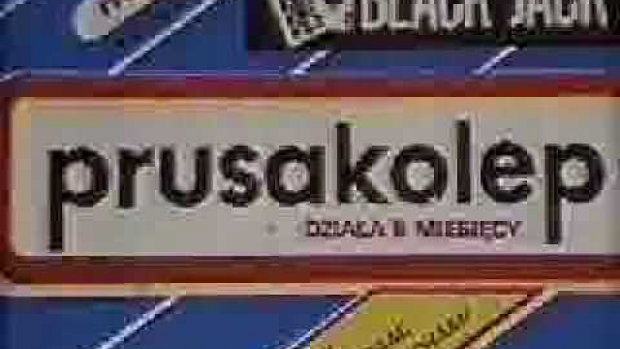 BLACK JACK
prusakolep
DZIAŁA 6 MIESIĘCY